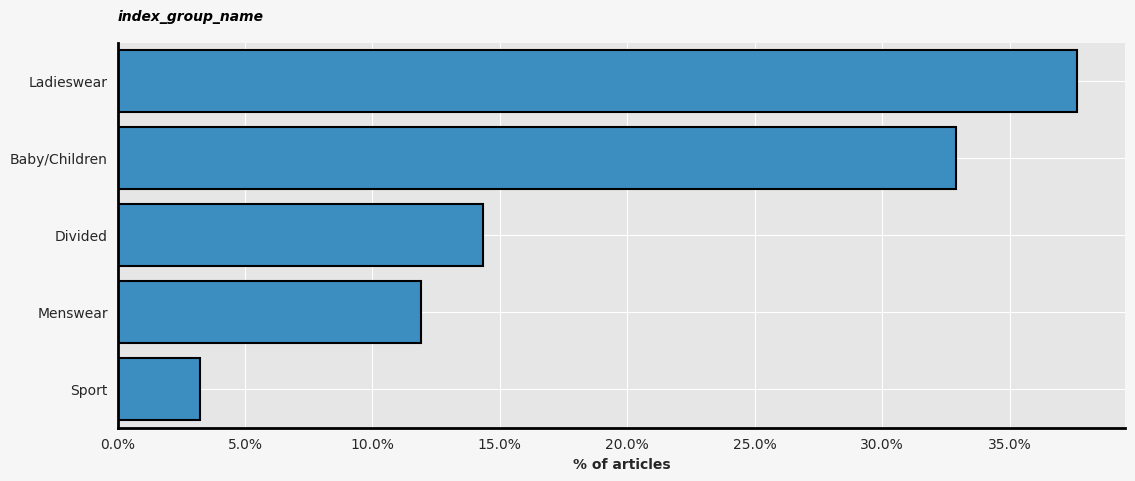 index_group_name
Ladieswear
Baby/Children
Divided
Menswear
Sport
0.0% 5.0% 10.0% 15.0% 20.0% 25.0% 30.0% 35.0%
% of articles